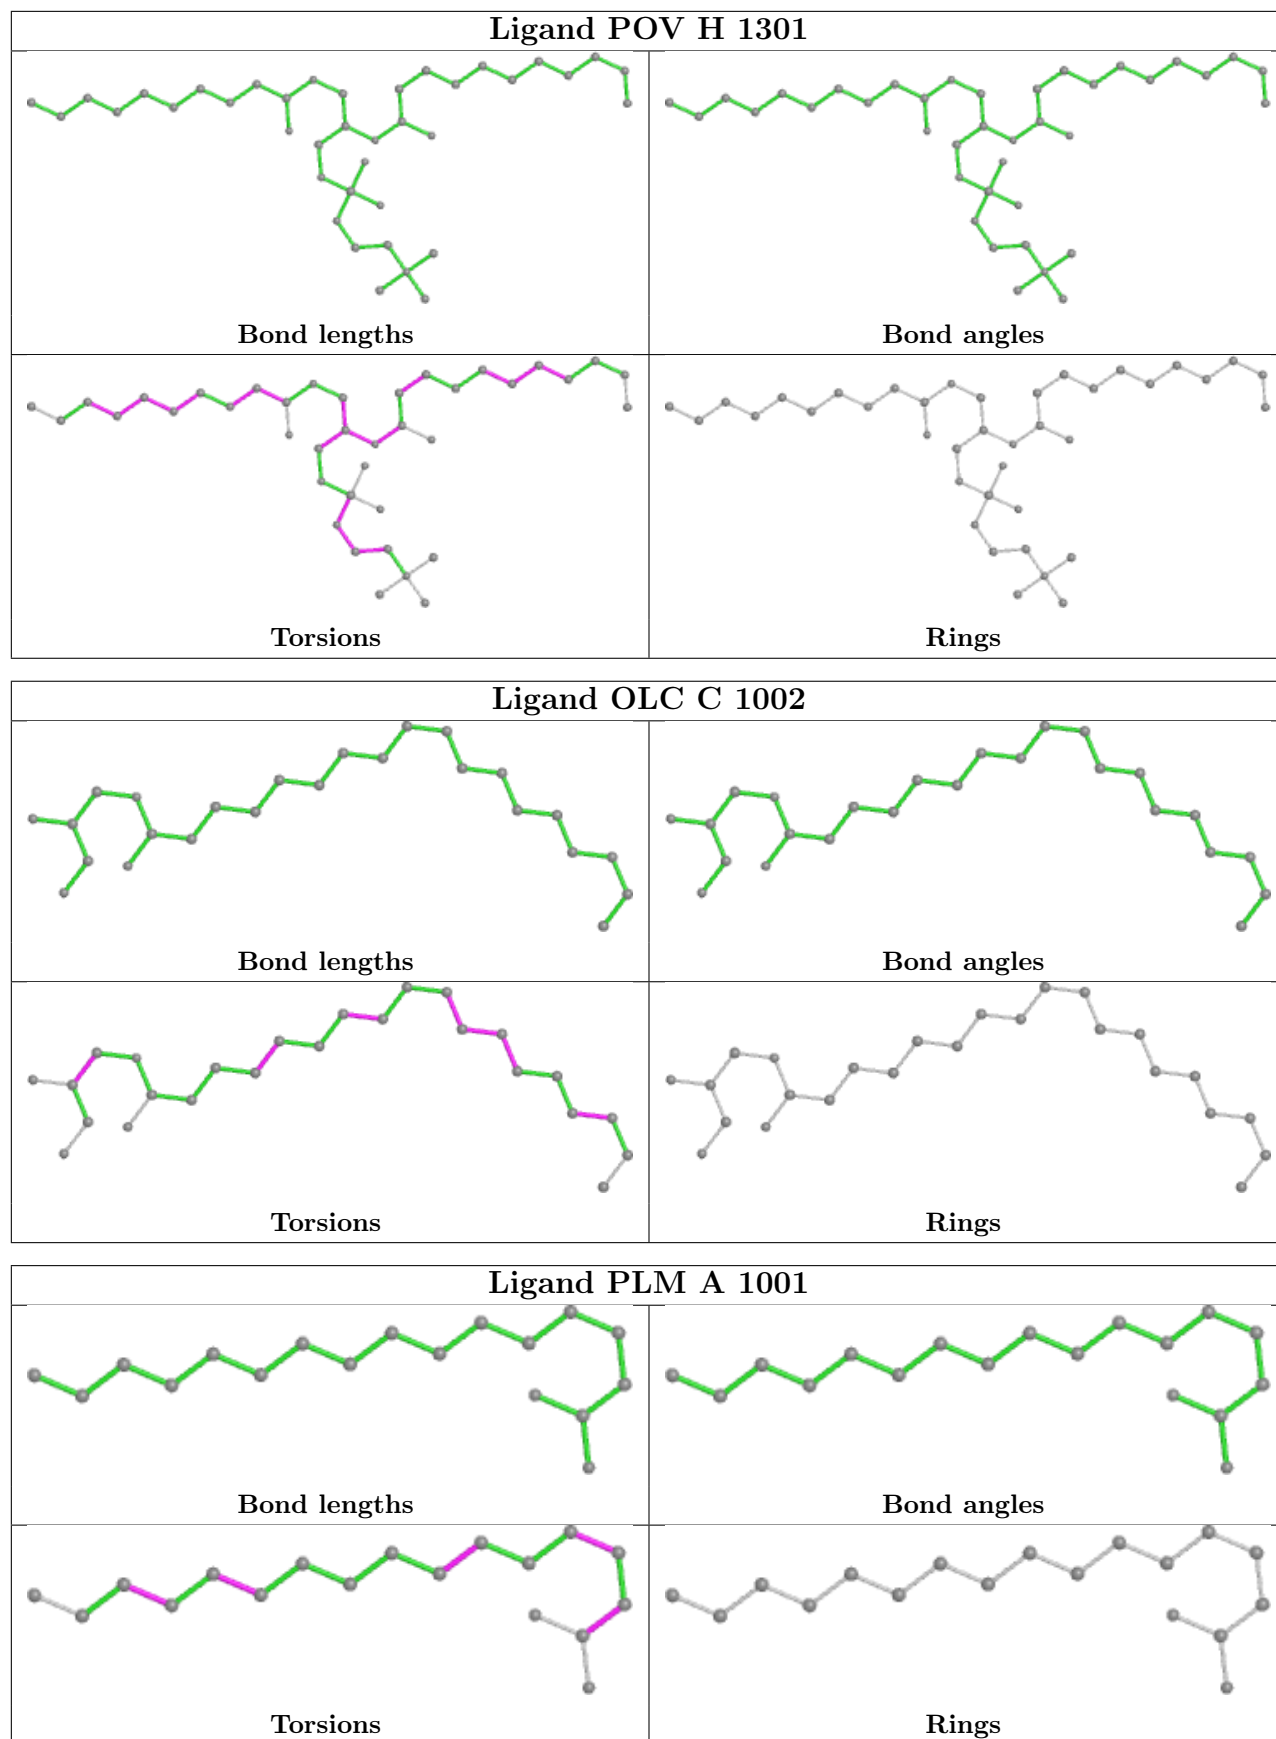 Ligand POV H 1301
Bond lengths
Bond angles
Torsions
Rings
Ligand OLC C 1002
Bond lengths
Bond angles
Torsions
Rings
Ligand PLM A 1001
Bond lengths
Bond angles
Torsions
Rings